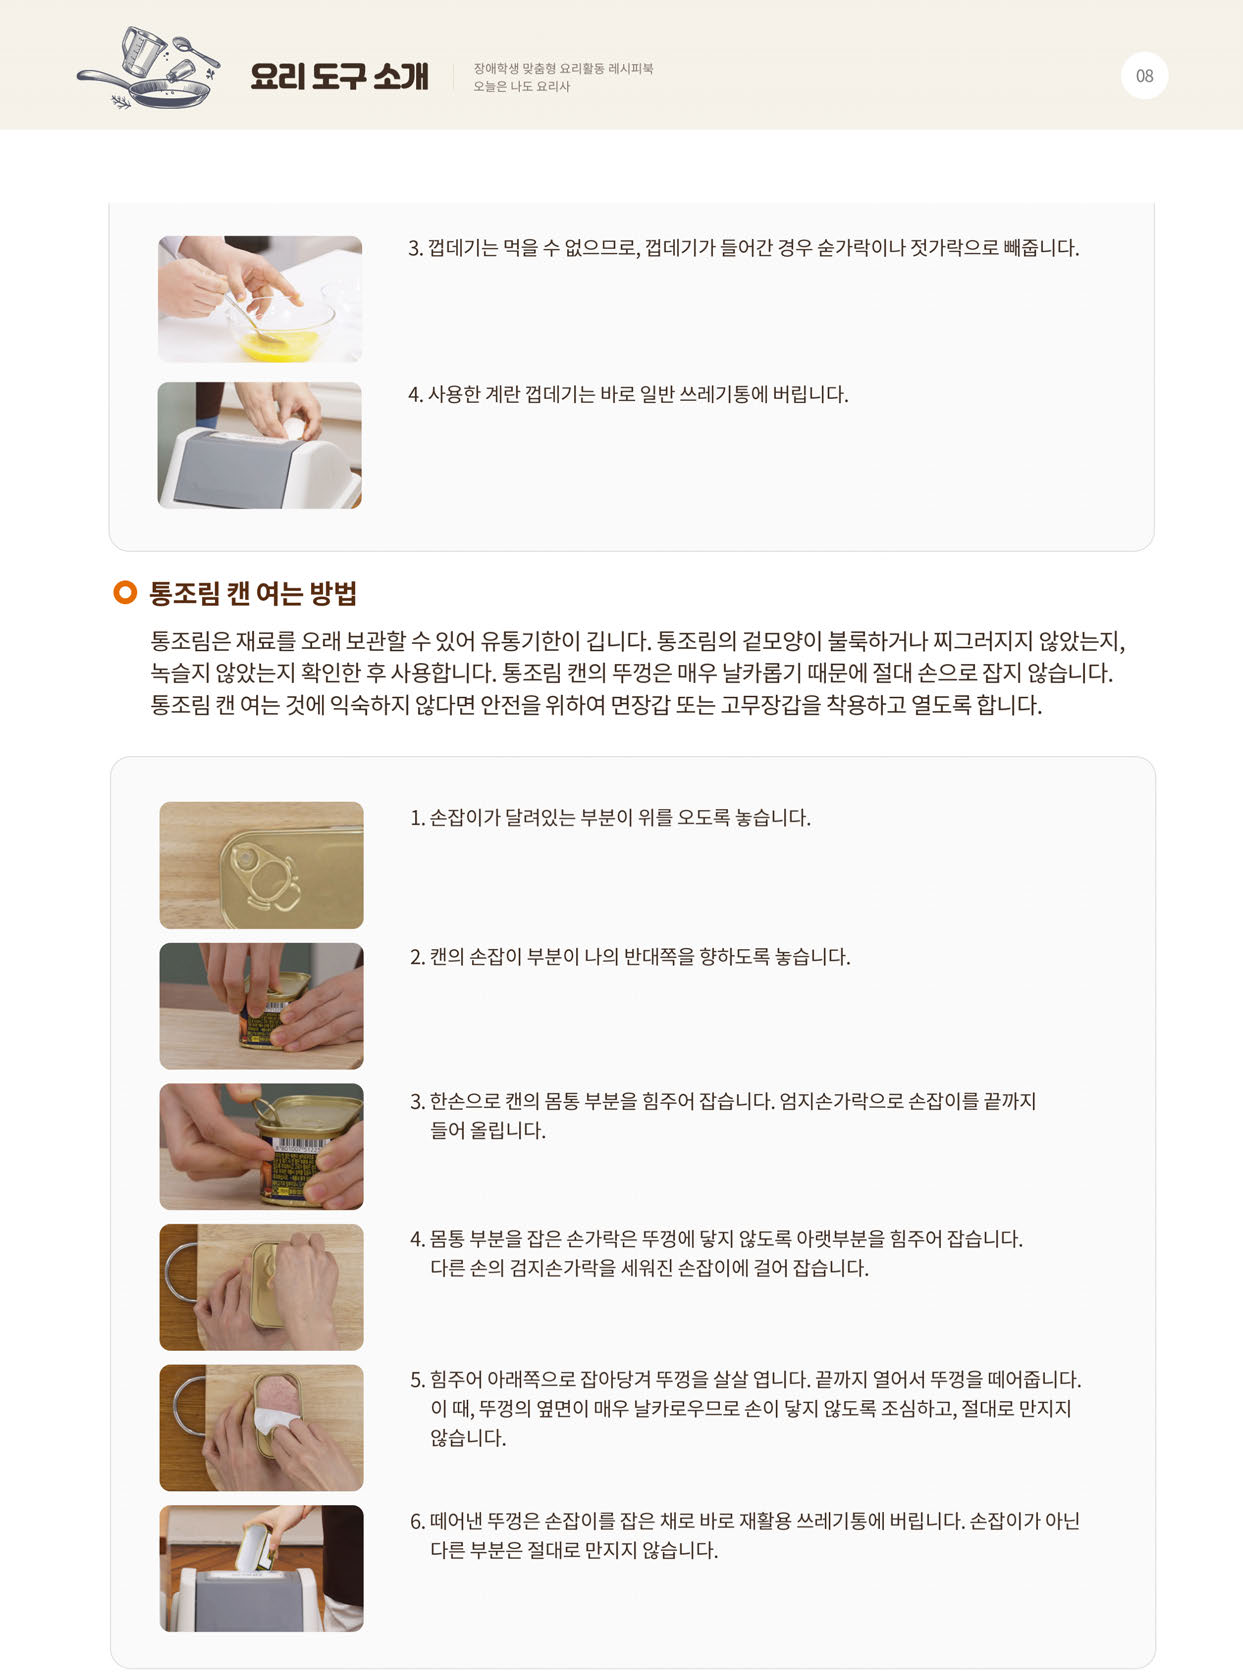 요리 도구 소개
장애학생 맞춤형 요리활동 레시피북
오늘은 나도 요리사
08
3. 껍데기는 먹을 수 없으므로, 껍데기가 들어간 경우 숟가락이나 젓가락으로 빼줍니다.
4. 사용한 계란 껍데기는 바로 일반 쓰레기통에 버립니다.
통조림 캔 여는 방법
통조림은 재료를 오래 보관할 수 있어 유통기한이 깁니다. 통조림의 겉모양이 불룩하거나 찌그러지지 않았는지,
녹슬지 않았는지 확인한 후 사용합니다. 통조림 캔의 뚜껑은 매우 날카롭기 때문에 절대 손으로 잡지 않습니다.
통조림 캔 여는 것에 익숙하지 않다면 안전을 위하여 면장갑 또는 고무장갑을 착용하고 열도록 합니다.
1. 손잡이가 달려있는 부분이 위를 오도록 놓습니다.
2. 캔의 손잡이 부분이 나의 반대쪽을 향하도록 놓습니다.
3. 한손으로 캔의 몸통 부분을 힘주어 잡습니다. 엄지손가락으로 손잡이를 끝까지
들어 올립니다.
4. 몸통 부분을 잡은 손가락은 뚜껑에 닿지 않도록 아랫부분을 힘주어 잡습니다.
다른 손의 검지손가락을 세워진 손잡이에 걸어 잡습니다.
5. 힘주어 아래쪽으로 잡아당겨 뚜껑을 살살 엽니다. 끝까지 열어서 뚜껑을 떼어줍니다.
이 때, 뚜껑의 옆면이 매우 날카로우므로 손이 닿지 않도록 조심하고, 절대로 만지지
않습니다.
6. 떼어낸 뚜껑은 손잡이를 잡은 채로 바로 재활용 쓰레기통에 버립니다. 손잡이가 아닌
다른 부분은 절대로 만지지 않습니다.